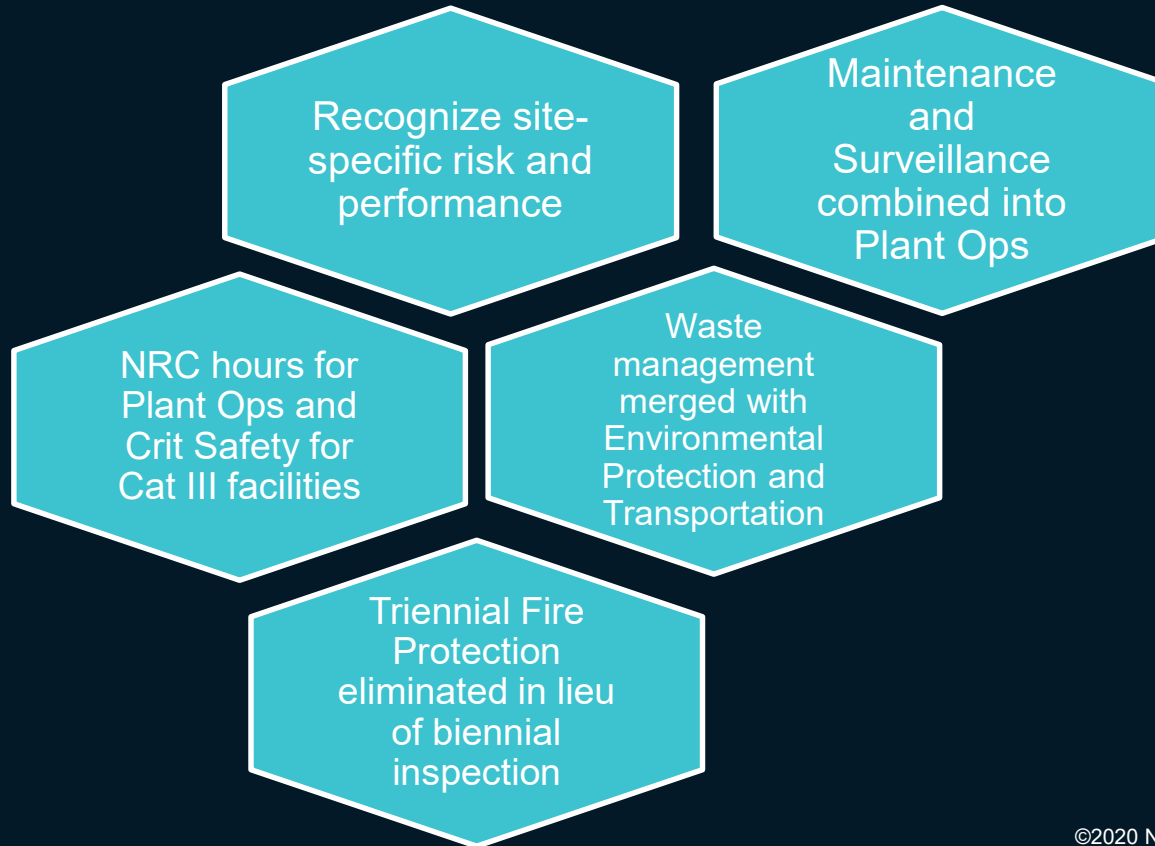 Recognize site-
specific risk and
performance
Maintenance
and
Surveillance
combined into
Plant Ops
NRC hours for
Plant Ops and
Crit Safety for
Cat III facilities
Waste
management
merged with
Environmental
Protection and
Transportation
Triennial Fire
Protection
eliminated in lieu
of biennial
inspection
©2020 N